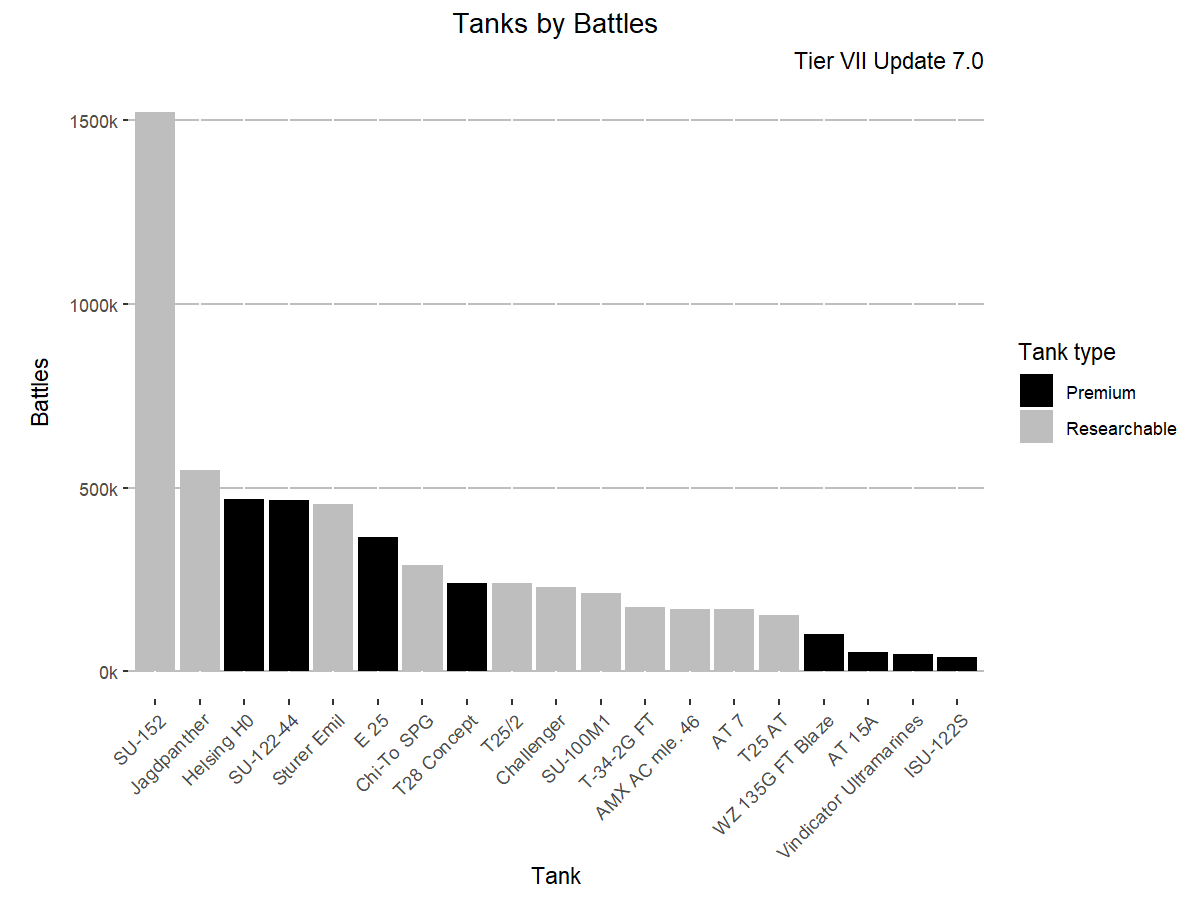 Tanks by Battles
Tier VII Update 7.0
1500k
1000k
500k
0k
Battles
SU-152
Jagdpanther
Helsing H0
SU-122-44
Sturer Emil
E 25
Chi-To SPG
T28 Concept
T25/2
Challenger
SU-100M1
T-34-2G FT
AMX AC mle. 46
AT 7
T25 AT
WZ 135G FT Blaze
AT 15A
Vindicator Ultramarines
ISU-122S
Tank
Tank type
Premium
Researchable